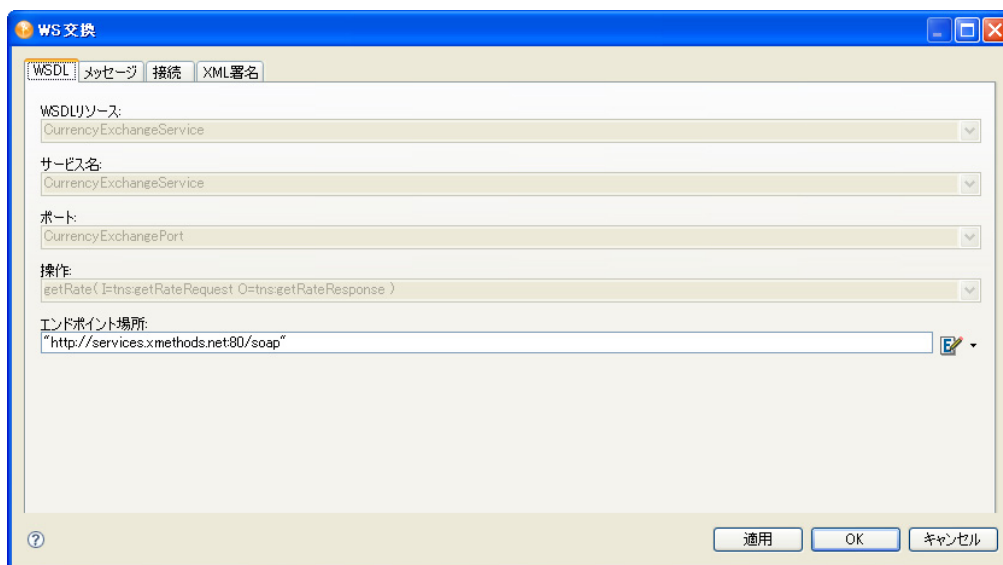 WS交換
WSDL メッセージ 接続 XML署名
WSDLリソース:
CurrencyExchangeService
サービス名:
CurrencyExchangeService
ポート:
CurrencyExchangePort
操作:
getRate( I=tns:getRateRequest O=tns:getRateResponse )
エンドポイント場所:
"http://services.xmethods.net:80/soap"
適用 OK キャンセル